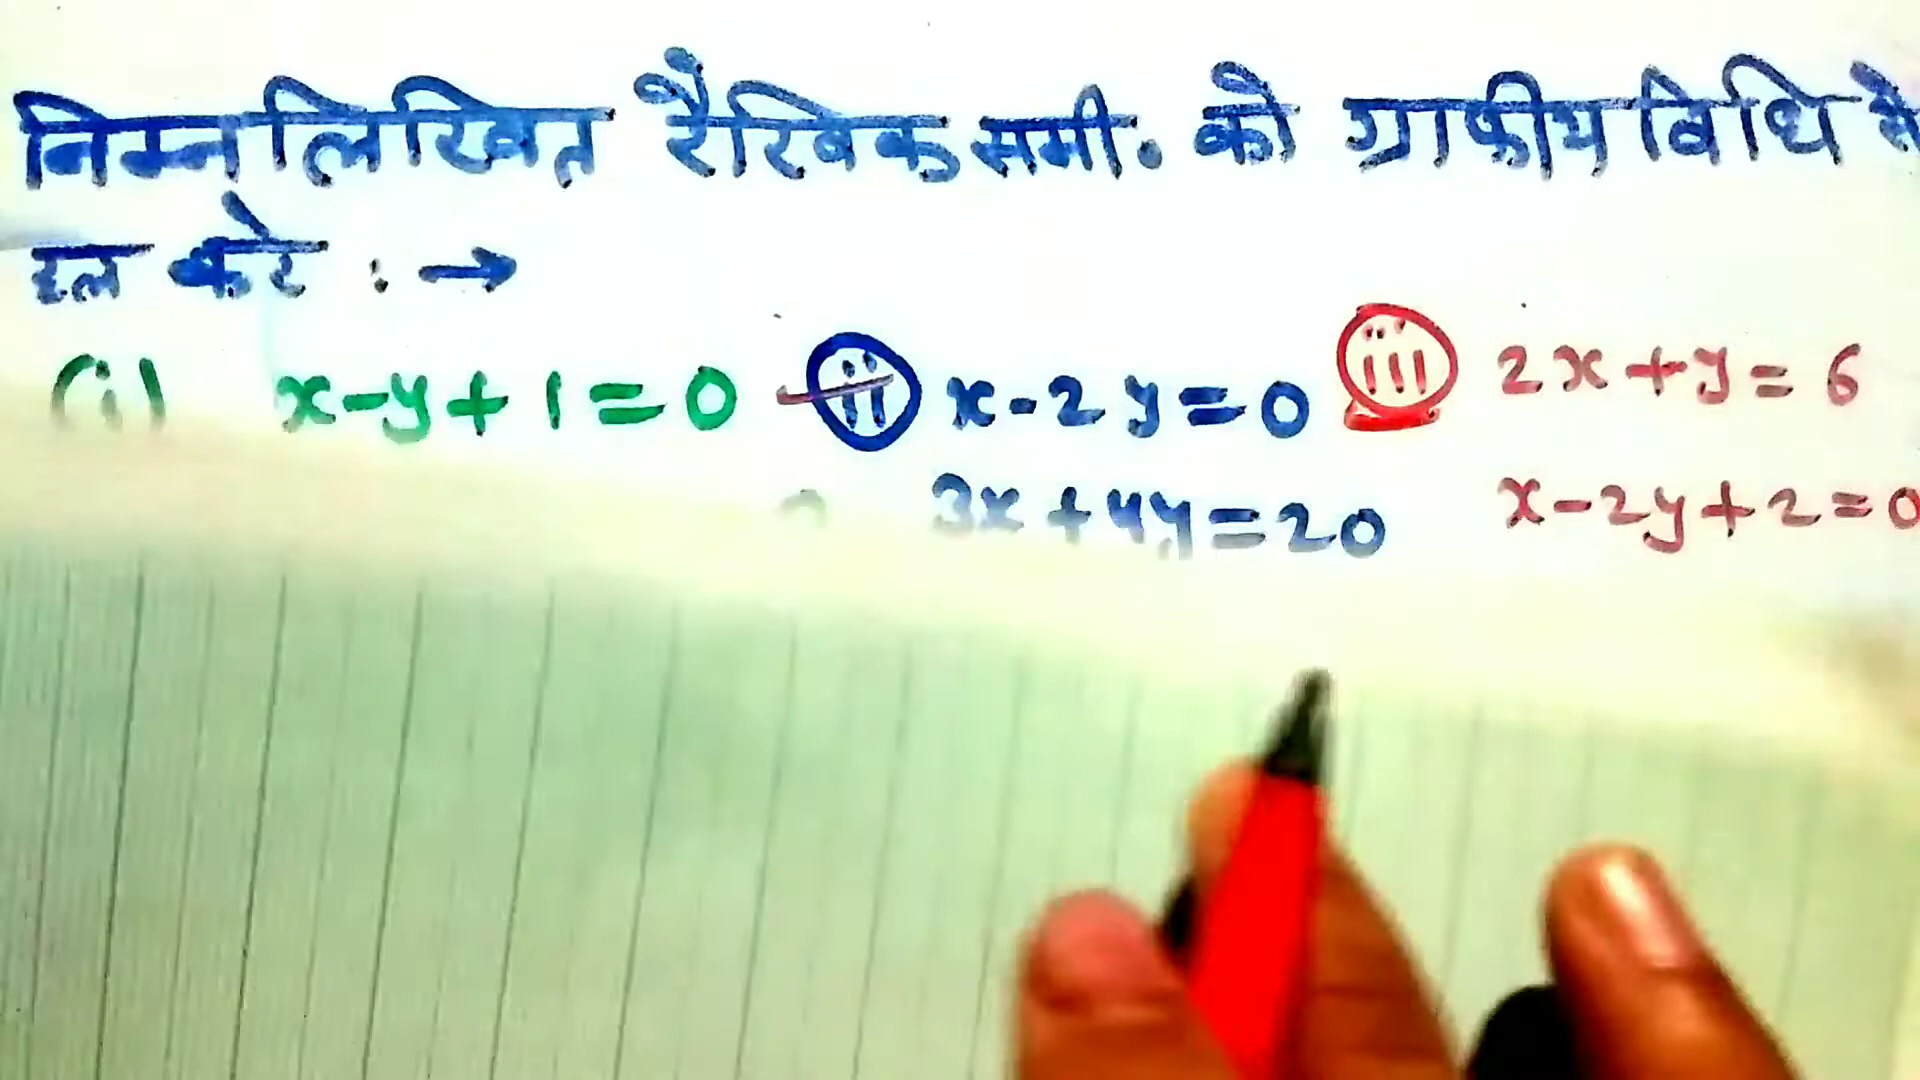 निम्नलिखित रैखिक समी. को ग्राफीय विधि से
हल करे : →
(i) x-y+1=0 (ii) x-2y=0 (iii) 2x+y=6
3x+4y=20 x-2y+2=0